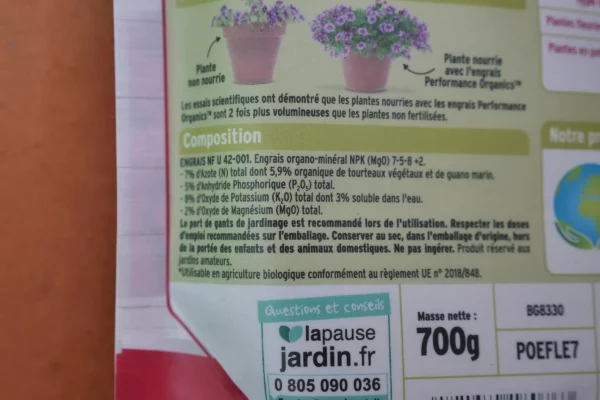 Plante
non nourrie
Plante nourrie
avec l'engrais
Performance Organics™
Les essais scientifiques ont démontré que les plantes nourries avec les engrais Performance
Organics™ sont 2 fois plus volumineuses que les plantes non fertilisées.
Composition
ENGRAIS NF U 42-001. Engrais organo-minéral NPK (MgO) 7-5-8 +2.
- 7% d'Azote (N) total dont 5,9% organique de tourteaux végétaux et de guano marin.
- 5% d'Anhydride Phosphorique (P₂O₅) total.
- 8% d'Oxyde de Potassium (K₂O) total dont 3% soluble dans l'eau.
- 2% d'Oxyde de Magnésium (MgO) total.
Le port de gants de jardinage est recommandé lors de l'utilisation. Respecter les doses
d'emploi recommandées sur l'emballage. Conserver au sec, dans l'emballage d'origine, hors
de la portée des enfants et des animaux domestiques. Ne pas ingérer. Produit réservé aux
jardins amateurs.
*Utilisable en agriculture biologique conformément au règlement UE n° 2018/848.
Plantes
Plantes en
Notre
Questions et conseils
lapause
jardin.fr
0 805 090 036
Masse nette :
700g
BG8330
POEFLE7